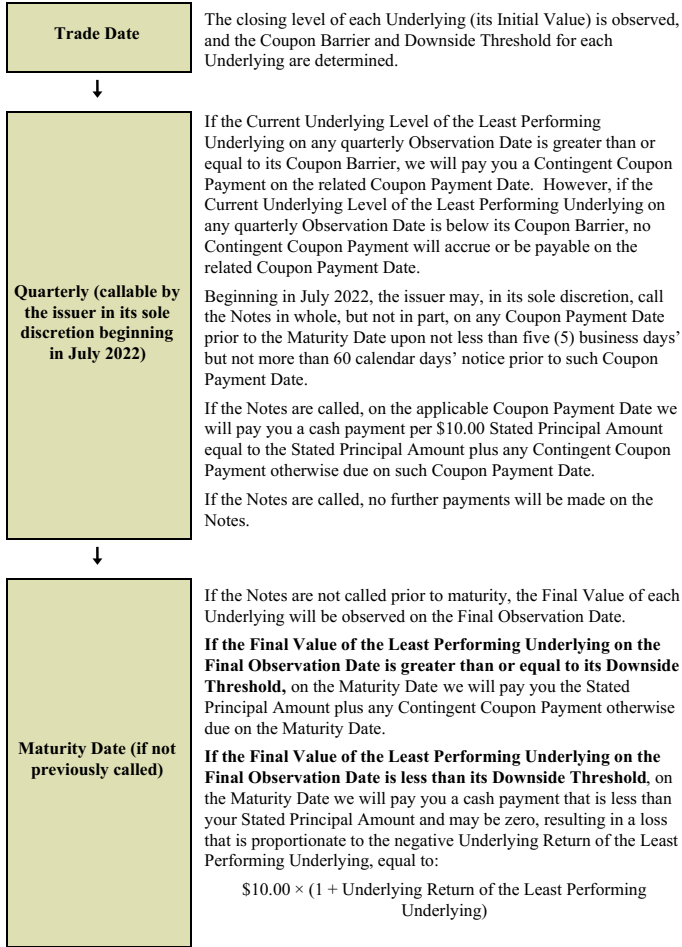 Trade Date
The closing level of each Underlying (its Initial Value) is observed,
and the Coupon Barrier and Downside Threshold for each
Underlying are determined.
↓
Quarterly (callable by
the issuer in its sole
discretion beginning
in July 2022)
If the Current Underlying Level of the Least Performing
Underlying on any quarterly Observation Date is greater than or
equal to its Coupon Barrier, we will pay you a Contingent Coupon
Payment on the related Coupon Payment Date. However, if the
Current Underlying Level of the Least Performing Underlying on
any quarterly Observation Date is below its Coupon Barrier, no
Contingent Coupon Payment will accrue or be payable on the
related Coupon Payment Date.
Beginning in July 2022, the issuer may, in its sole discretion, call
the Notes in whole, but not in part, on any Coupon Payment Date
prior to the Maturity Date upon not less than five (5) business days’
but not more than 60 calendar days’ notice prior to such Coupon
Payment Date.
If the Notes are called, on the applicable Coupon Payment Date we
will pay you a cash payment per $10.00 Stated Principal Amount
equal to the Stated Principal Amount plus any Contingent Coupon
Payment otherwise due on such Coupon Payment Date.
If the Notes are called, no further payments will be made on the
Notes.
↓
Maturity Date (if not
previously called)
If the Notes are not called prior to maturity, the Final Value of each
Underlying will be observed on the Final Observation Date.
If the Final Value of the Least Performing Underlying on the
Final Observation Date is greater than or equal to its Downside
Threshold, on the Maturity Date we will pay you the Stated
Principal Amount plus any Contingent Coupon Payment otherwise
due on the Maturity Date.
If the Final Value of the Least Performing Underlying on the
Final Observation Date is less than its Downside Threshold, on
the Maturity Date we will pay you a cash payment that is less than
your Stated Principal Amount and may be zero, resulting in a loss
that is proportionate to the negative Underlying Return of the Least
Performing Underlying, equal to:
$10.00 × (1 + Underlying Return of the Least Performing
Underlying)